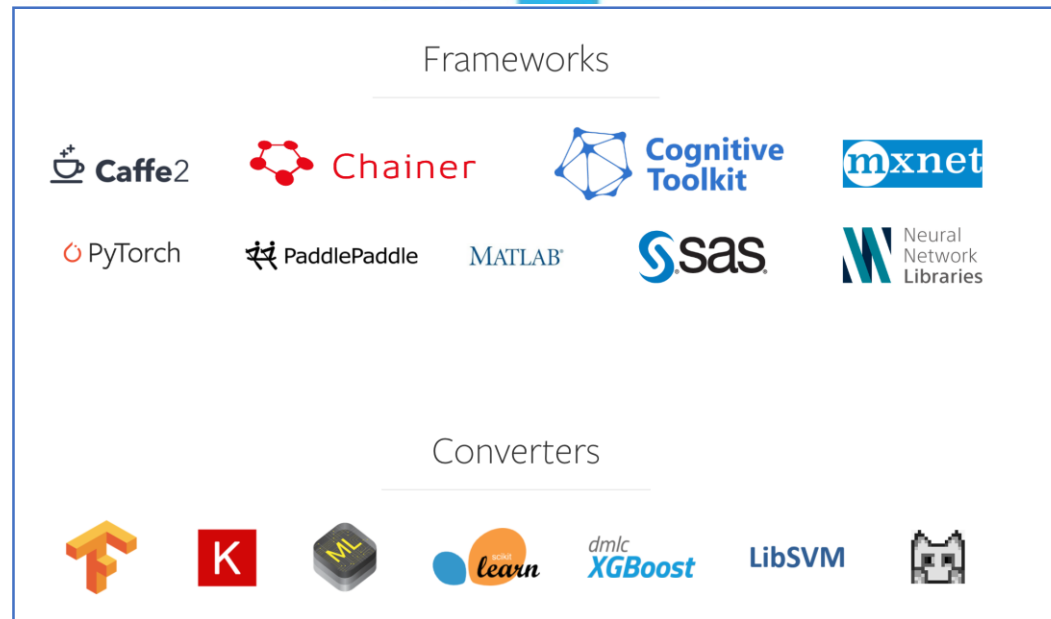 Frameworks
Caffe2
Chainer
Cognitive
Toolkit
mxnet
PyTorch
PaddlePaddle
MATLAB®
sas
Neural
Network
Libraries
Converters
K
ML
scikit
learn
dmlc
XGBoost
LibSVM